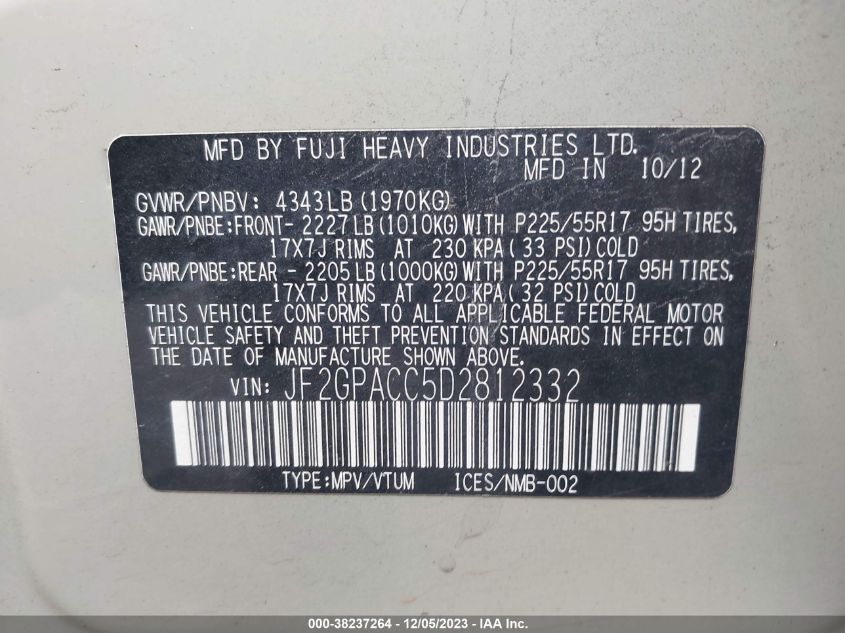 MFD BY FUJI HEAVY INDUSTRIES LTD.
MFD IN 10/12
GVWR/PNBV: 4343LB(1970KG)
GAWR/PNBE:FRONT- 2227LB(1010KG)WITH P225/55R17 95H TIRES,
17X7J RIMS AT 230 KPA(33 PSI)COLD
GAWR/PNBE:REAR - 2205LB(1000KG)WITH P225/55R17 95H TIRES,
17X7J RIMS AT 220 KPA(32 PSI)COLD
THIS VEHICLE CONFORMS TO ALL APPLICABLE FEDERAL MOTOR
VEHICLE SAFETY AND THEFT PREVENTION STANDARDS IN EFFECT ON
THE DATE OF MANUFACTURE SHOWN ABOVE.
VIN: JF2GPACC5D2812332
TYPE:MPV/VTUM ICES/NMB-002
000-38237264 - 12/05/2023 - IAA Inc.